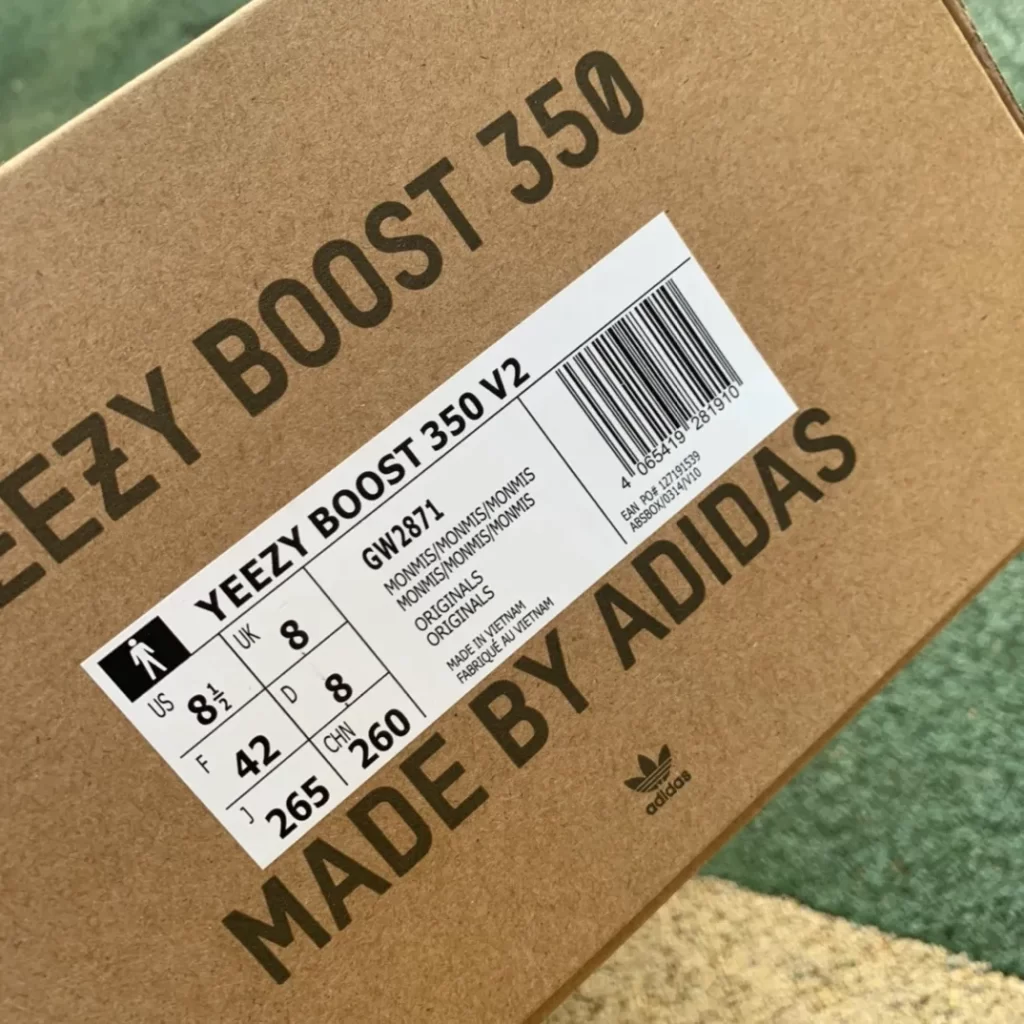 YEEZY BOOST 350
YEEZY BOOST 350 V2
US 8½
UK 8
F 42
D 8
J 265
CHN 260
GW2871
MONMIS/MONMIS/MONMIS
MONMIS/MONMIS/MONMIS
ORIGINALS
ORIGINALS
MADE IN VIETNAM
FABRIQUÉ AU VIETNAM
4 065419 281910
EAN PO# 127191539
ABSBOX/0314/V10
MADE BY ADIDAS
adidas